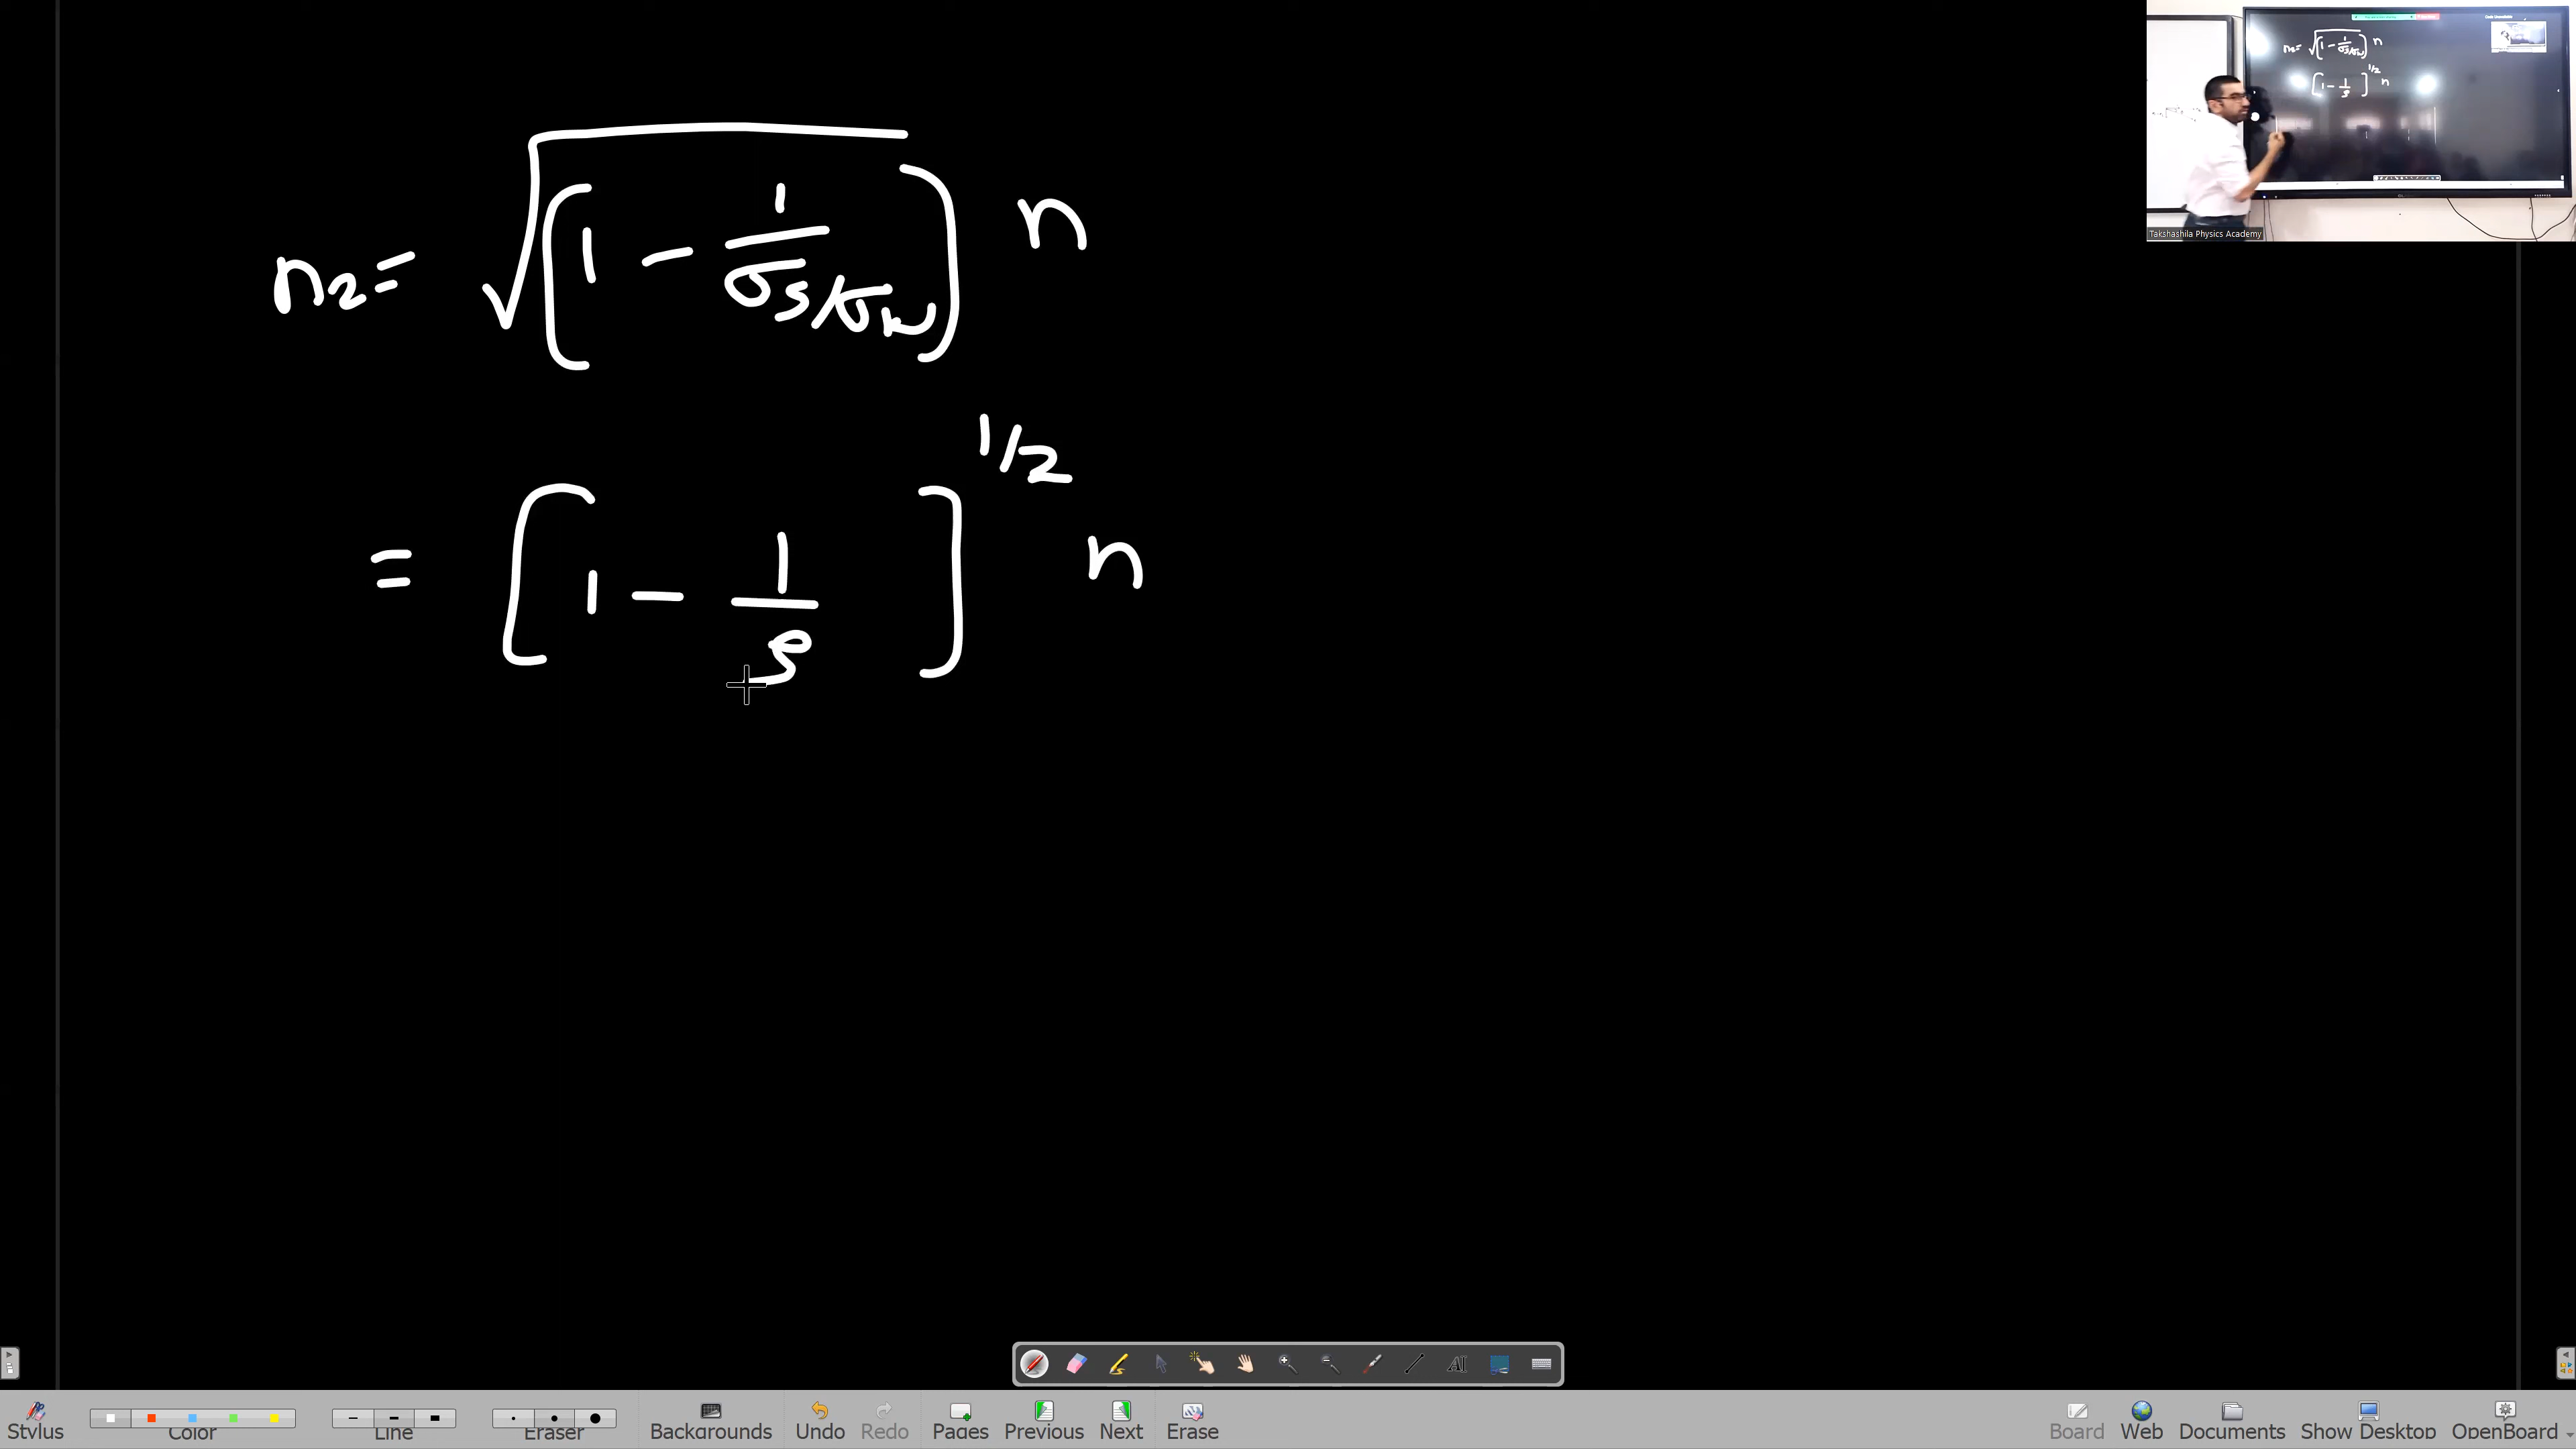 n₂ = √(1 - 1/(σs/σw)) n
= [1 - 1/ρ]^1/2 n
Takshashila Physics Academy
Stylus
Color
Line
Eraser
Backgrounds
Undo
Redo
Pages
Previous
Next
Erase
Board
Web
Documents
Show Desktop
OpenBoard